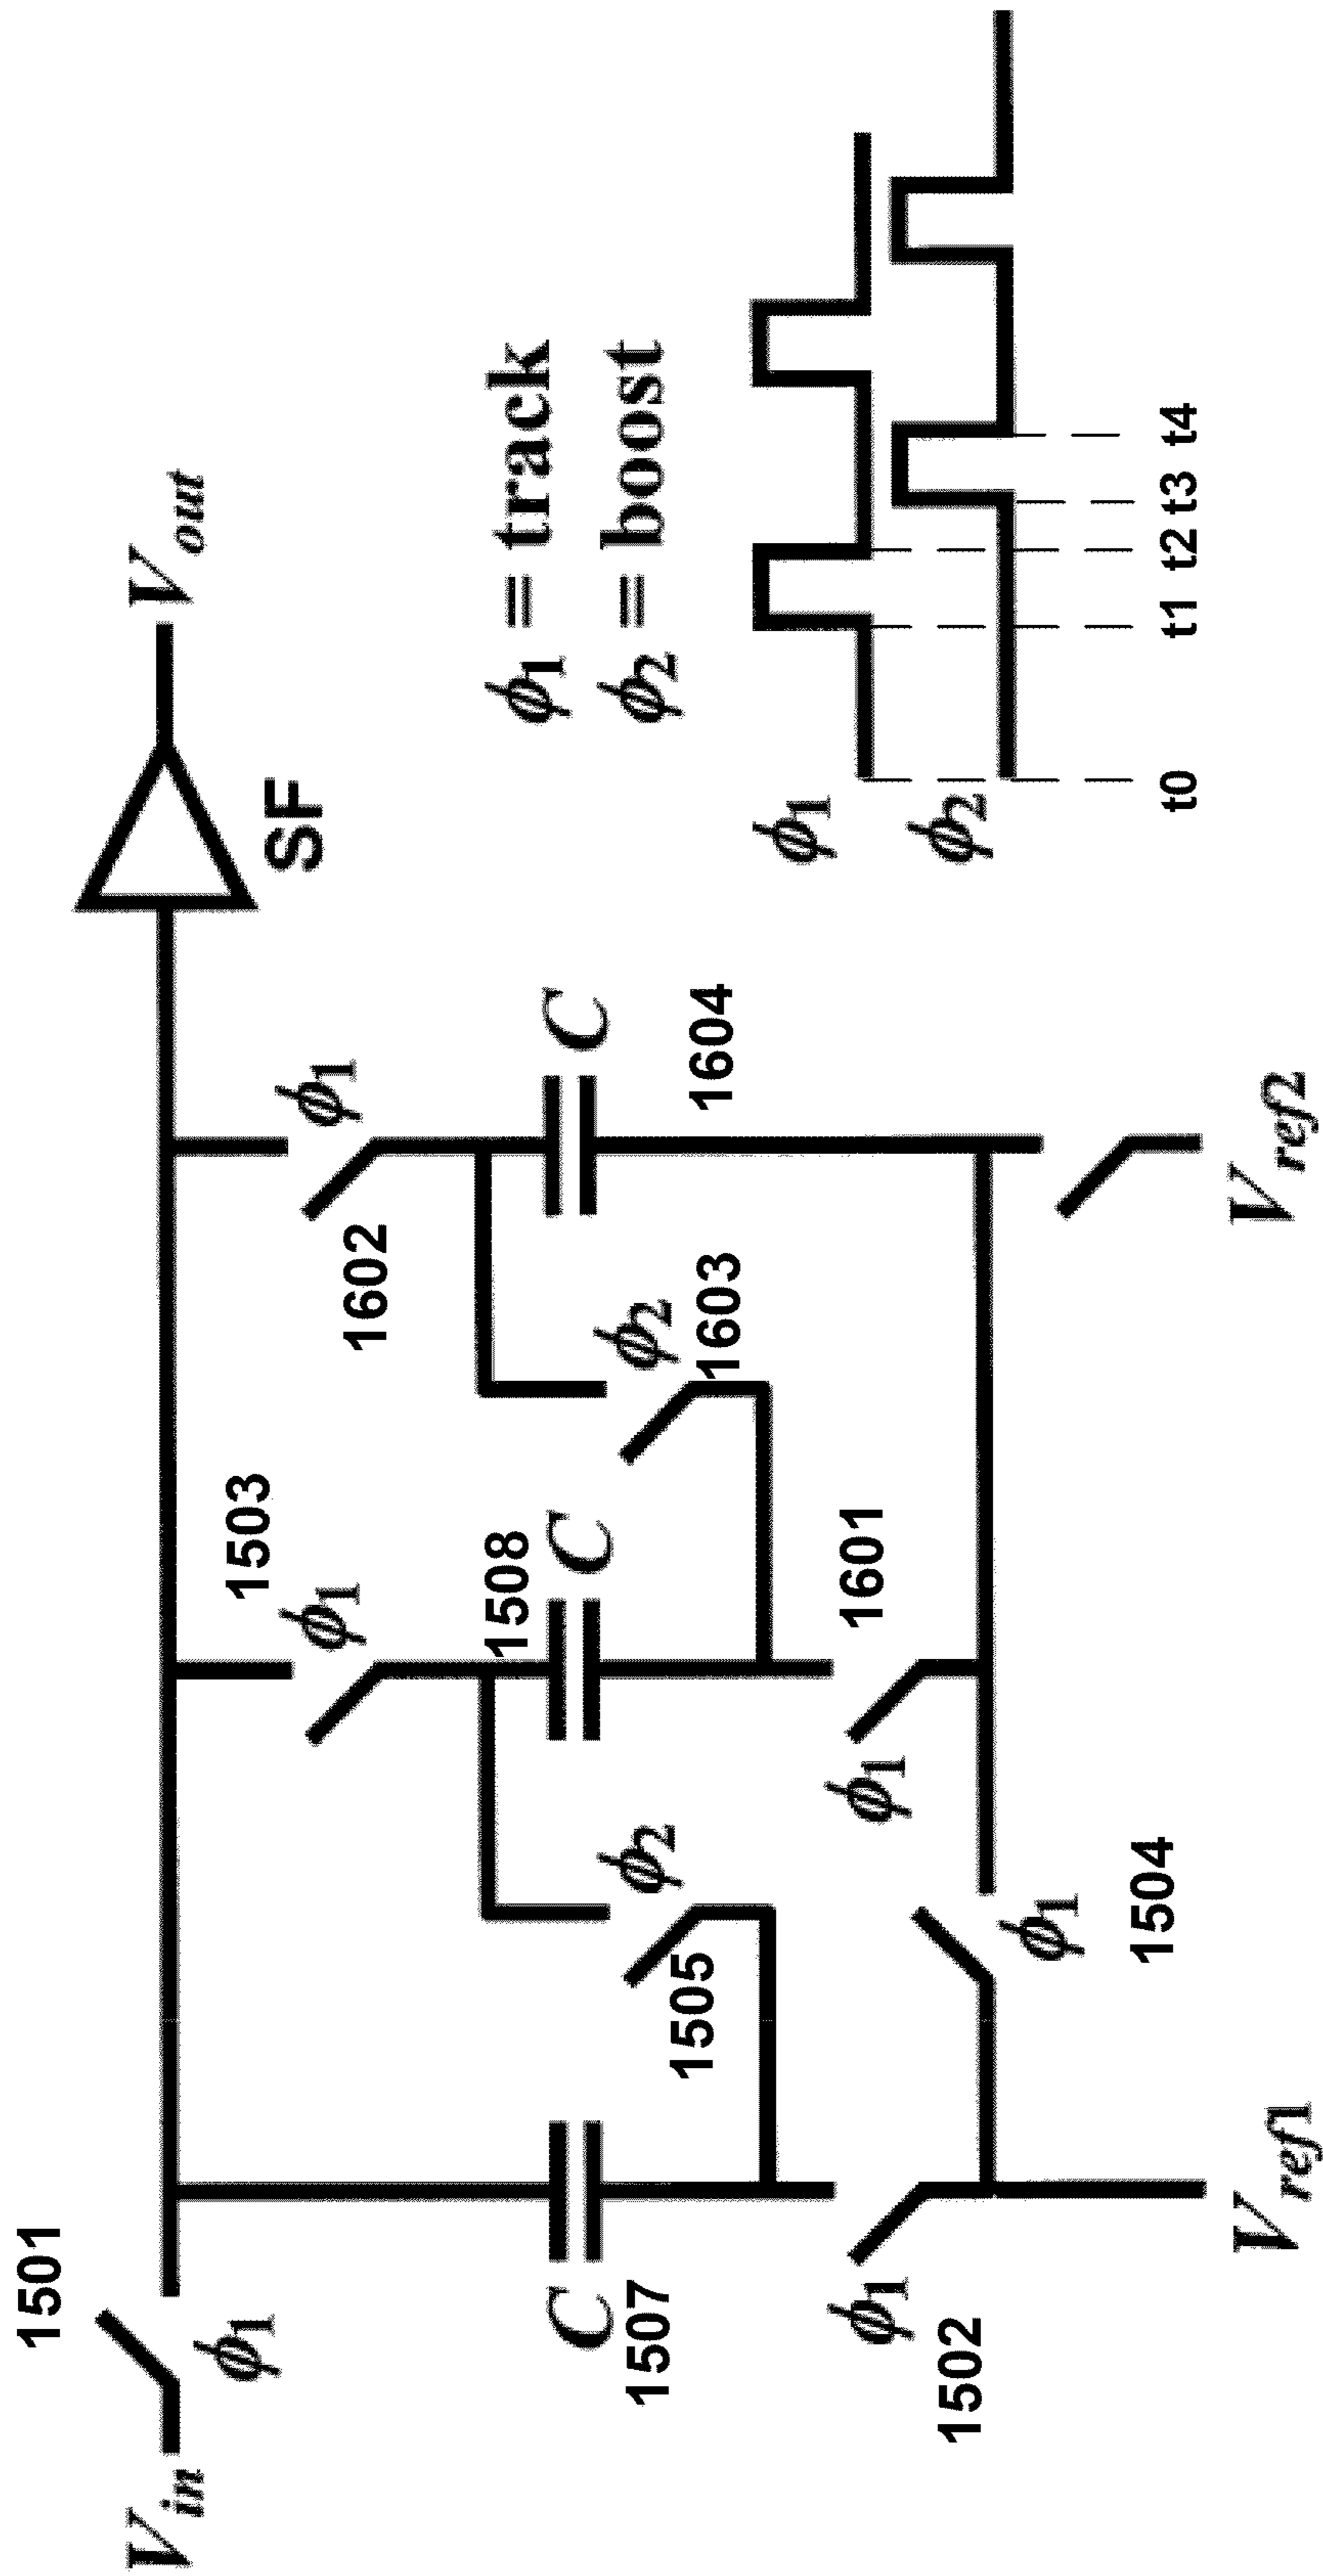 1501
V_in
ϕ1
V_out
SF
1503
ϕ1
1602
ϕ1
C
1507
1508
C
C
1604
1505
ϕ2
1603
ϕ2
ϕ1
1502
ϕ1
1601
ϕ1
1504
V_ref1
V_ref2
ϕ1 = track
ϕ2 = boost
ϕ1
ϕ2
t0 t1 t2 t3 t4